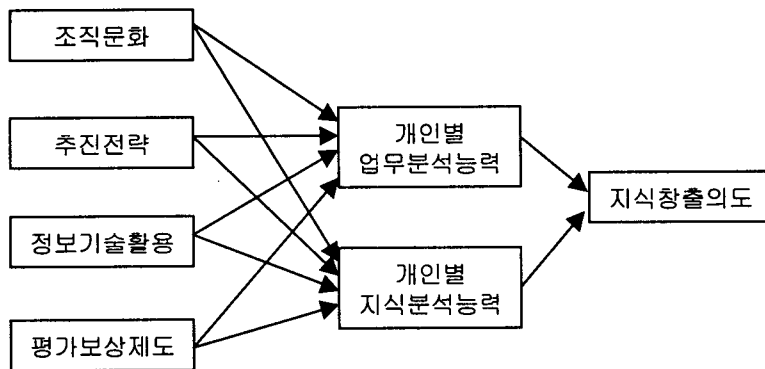 조직문화
추진전략
정보기술활용
평가보상제도
개인별
업무분석능력
개인별
지식분석능력
지식창출의도